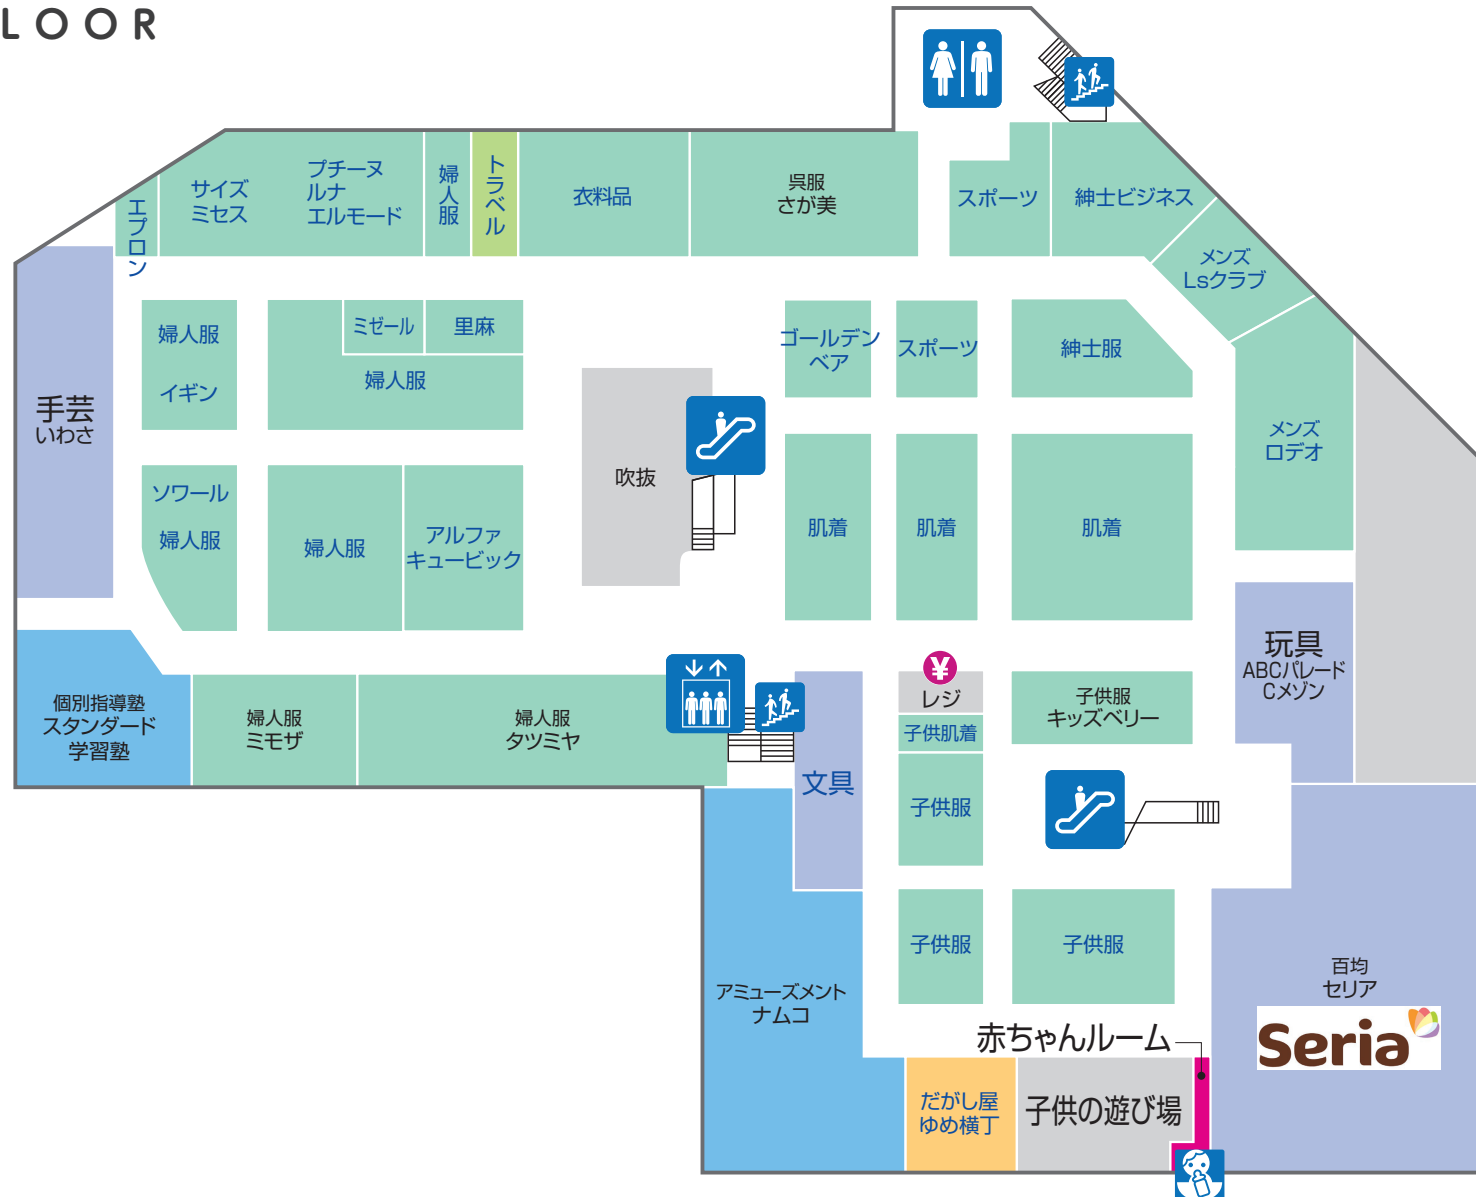 LOOR
エプロン
サイズ
ミセス
プチーヌ
ルナ
エルモード
婦人服
トラベル
衣料品
呉服
さが美
スポーツ
紳士ビジネス
メンズ
Lsクラブ
手芸
いわさ
婦人服
イギン
ミゼール
里麻
婦人服
吹抜
ゴールデン
ベア
スポーツ
紳士服
メンズ
ロデオ
ソワール
婦人服
婦人服
アルファ
キュービック
肌着
肌着
肌着
個別指導塾
スタンダード
学習塾
婦人服
ミモザ
婦人服
タツミヤ
文具
¥
レジ
子供肌着
子供服
子供服
キッズベリー
玩具
ABCパレード
Cメゾン
子供服
子供服
アミューズメント
ナムコ
百均
セリア
Seria
赤ちゃんルーム
だがし屋
ゆめ横丁
子供の遊び場